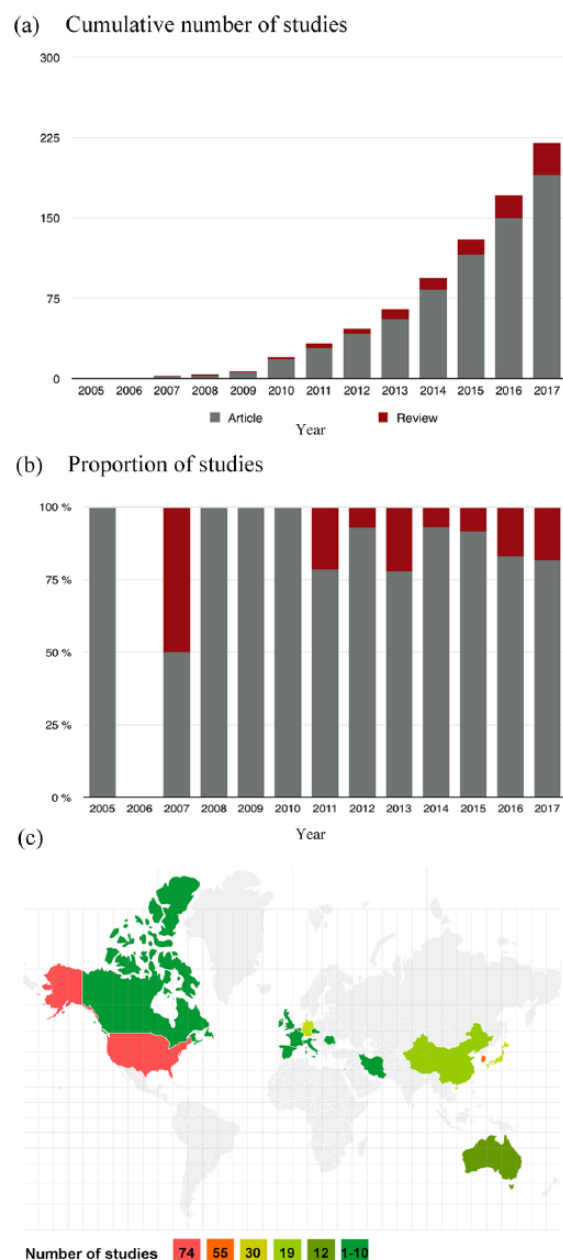 (a) Cumulative number of studies
300
225
150
75
0
2005 2006 2007 2008 2009 2010 2011 2012 2013 2014 2015 2016 2017
Article Review
Year
(b) Proportion of studies
100 %
75 %
50 %
25 %
0 %
2005 2006 2007 2008 2009 2010 2011 2012 2013 2014 2015 2016 2017
Year
(c)
Number of studies 74 55 30 19 12 1-10